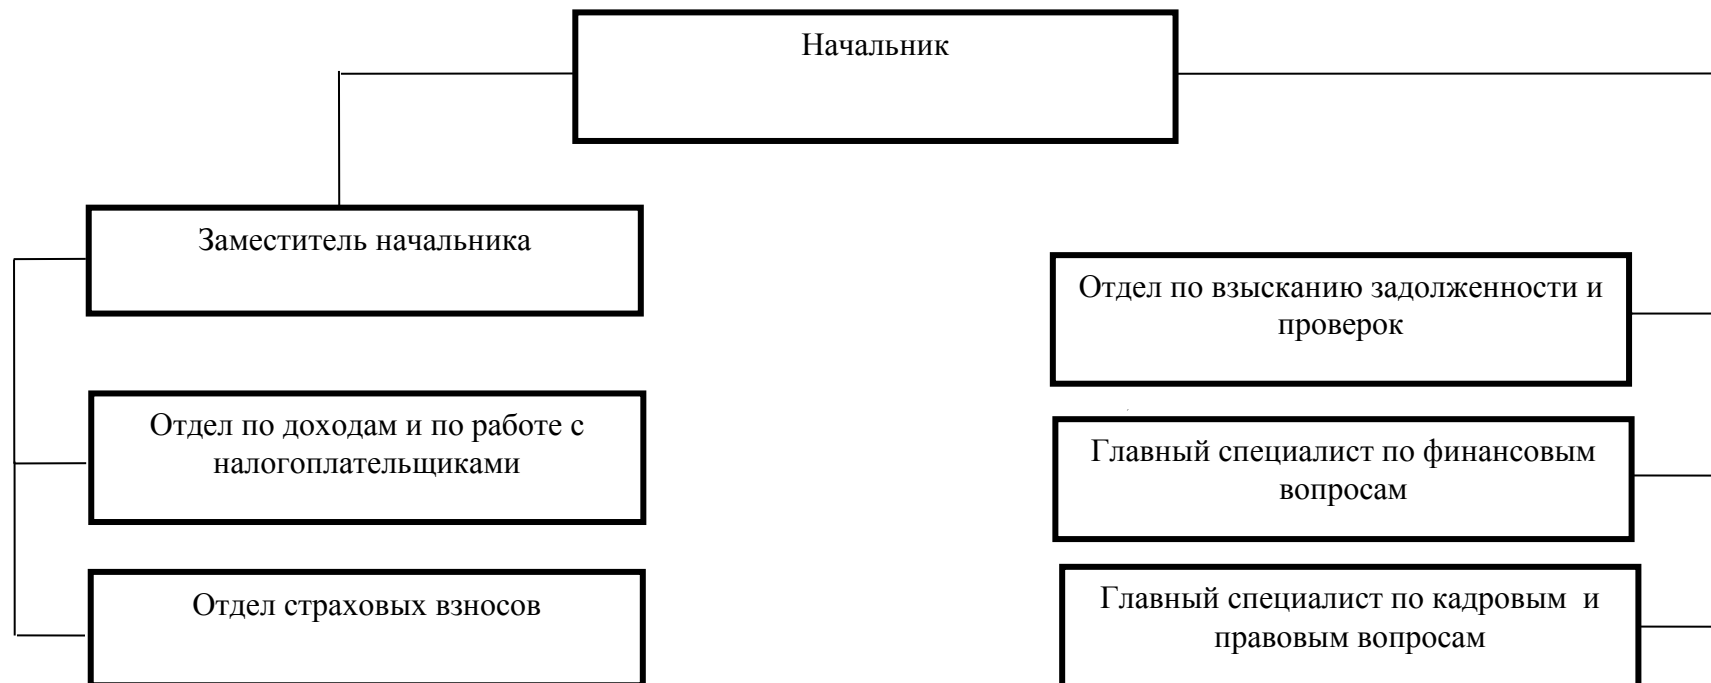 Начальник
Заместитель начальника
Отдел по взысканию задолженности и
проверок
Отдел по доходам и по работе с
налогоплательщиками
Главный специалист по финансовым
вопросам
Отдел страховых взносов
Главный специалист по кадровым и
правовым вопросам